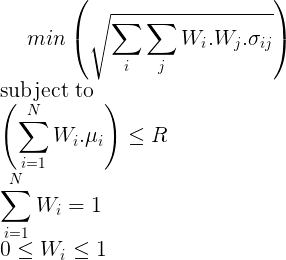 min ( √( ∑_i ∑_j W_i.W_j.σ_ij ) )
subject to
( ∑_{i=1}^{N} W_i.μ_i ) ≤ R
∑_{i=1}^{N} W_i = 1
0 ≤ W_i ≤ 1